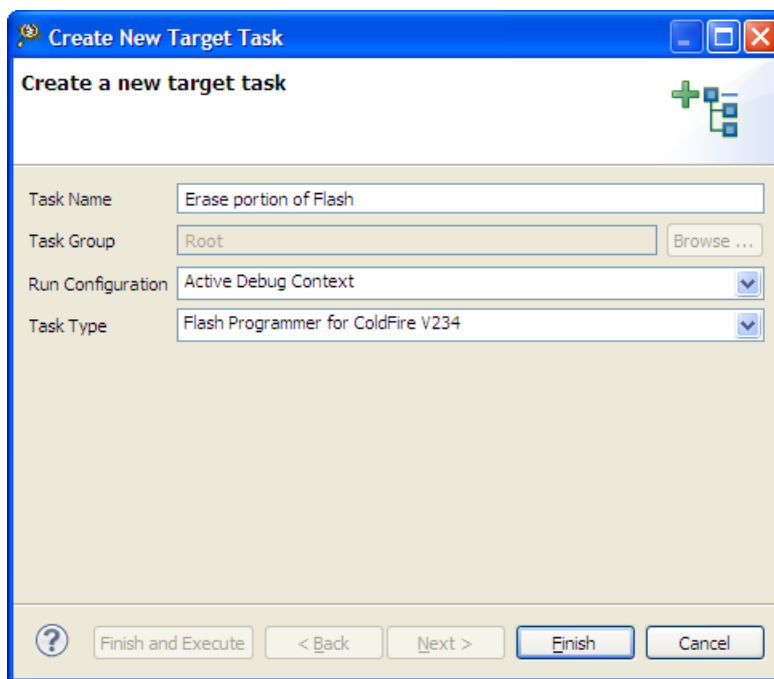 Create New Target Task
Create a new target task
Task Name Erase portion of Flash
Task Group Root Browse ...
Run Configuration Active Debug Context
Task Type Flash Programmer for ColdFire V234
? Finish and Execute < Back Next > Finish Cancel